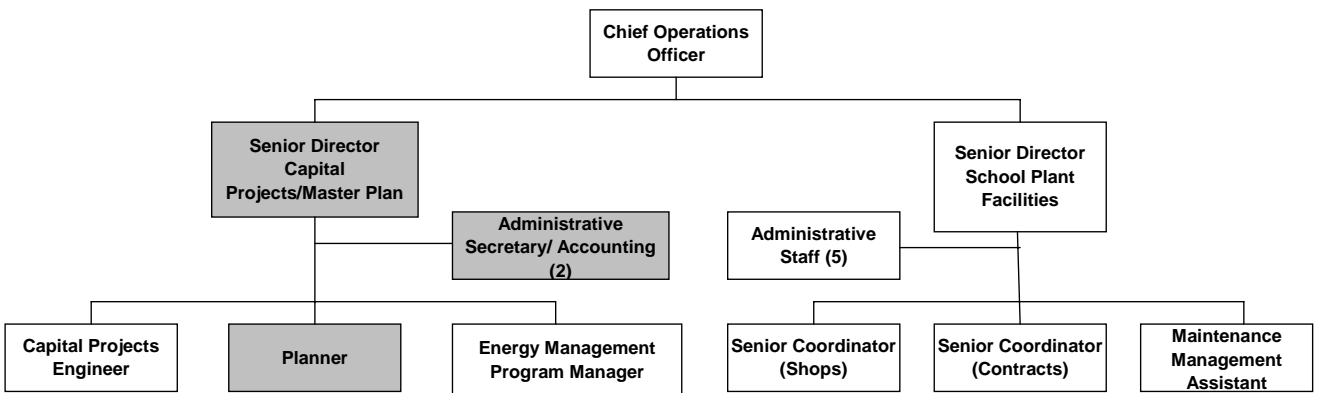 Chief Operations
Officer
Senior Director
Capital
Projects/Master Plan
Senior Director
School Plant
Facilities
Administrative
Secretary/ Accounting
(2)
Administrative
Staff (5)
Capital Projects
Engineer
Planner
Energy Management
Program Manager
Senior Coordinator
(Shops)
Senior Coordinator
(Contracts)
Maintenance
Management
Assistant